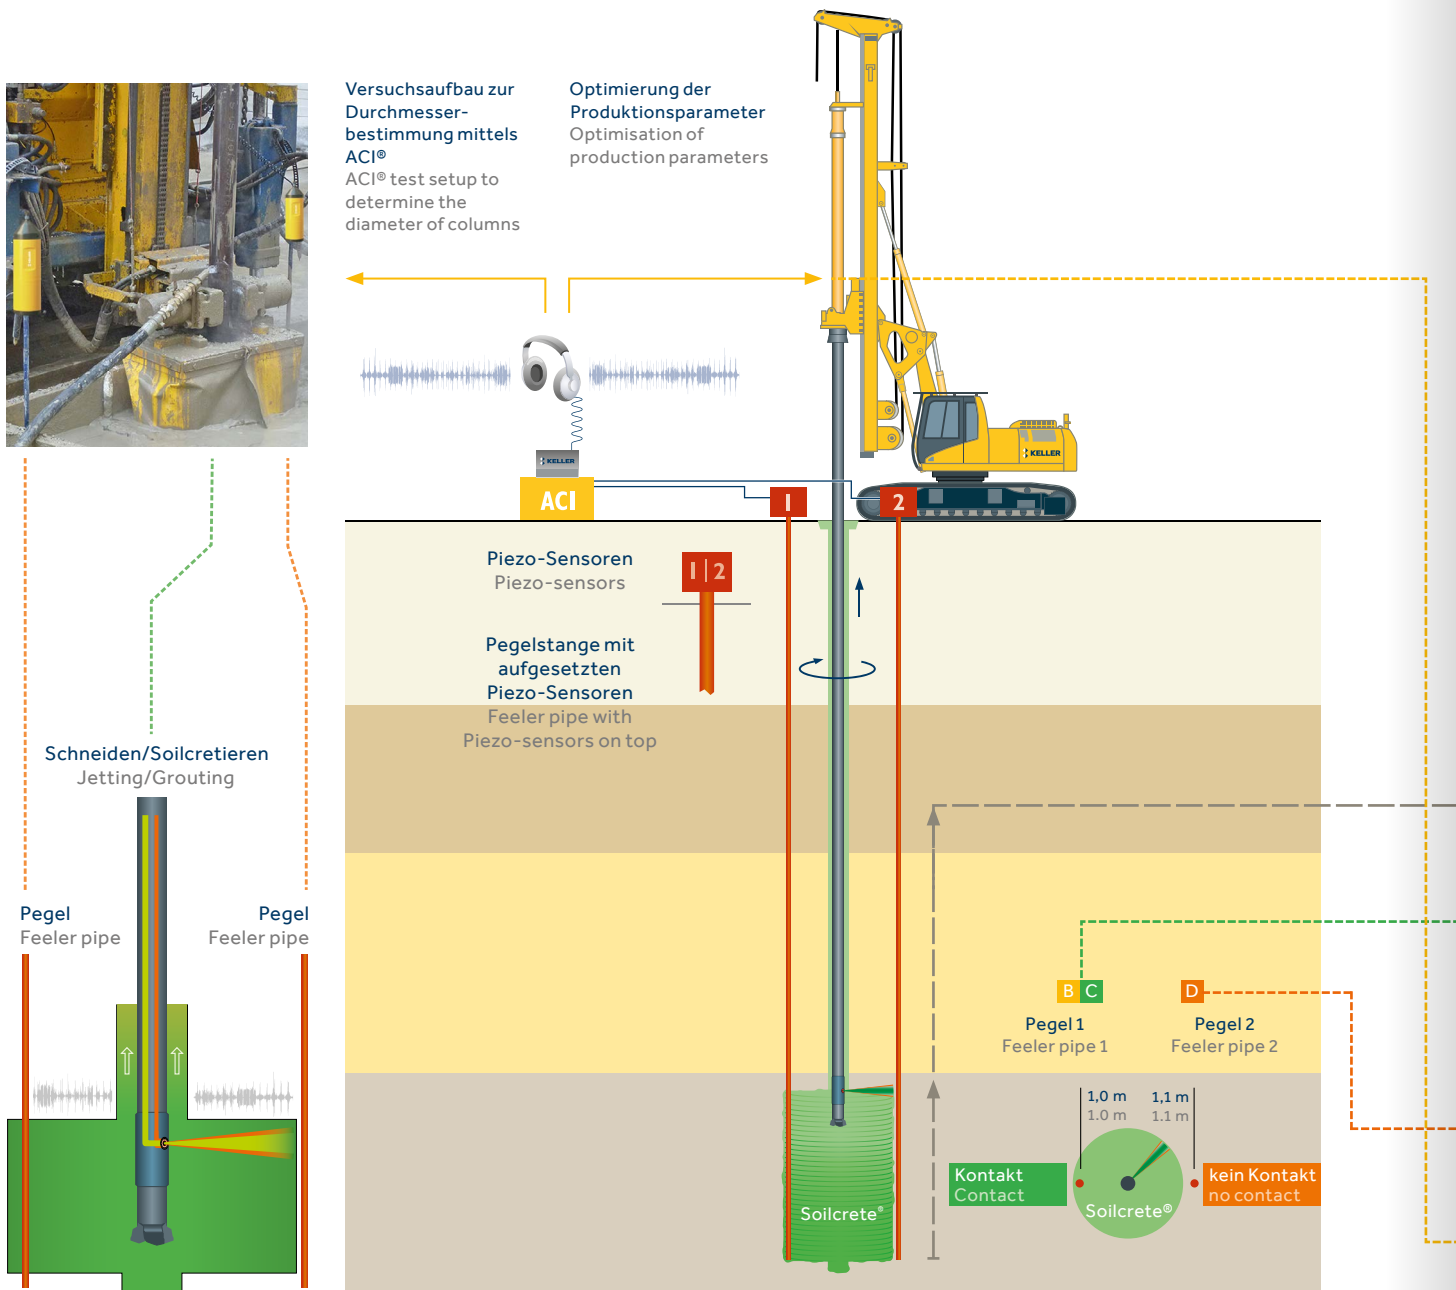 Versuchsaufbau zur
Durchmesser-
bestimmung mittels
ACI®
ACI® test setup to
determine the
diameter of columns
Optimierung der
Produktionsparameter
Optimisation of
production parameters
KELLER
KELLER
ACI
1
2
Piezo-Sensoren
Piezo-sensors
1 | 2
Pegelstange mit
aufgesetzten
Piezo-Sensoren
Feeler pipe with
Piezo-sensors on top
Schneiden/Soilcretieren
Jetting/Grouting
Pegel
Feeler pipe
Pegel
Feeler pipe
B C
D
Pegel 1
Feeler pipe 1
Pegel 2
Feeler pipe 2
1,0 m
1.0 m
1,1 m
1.1 m
Kontakt
Contact
kein Kontakt
no contact
Soilcrete®
Soilcrete®